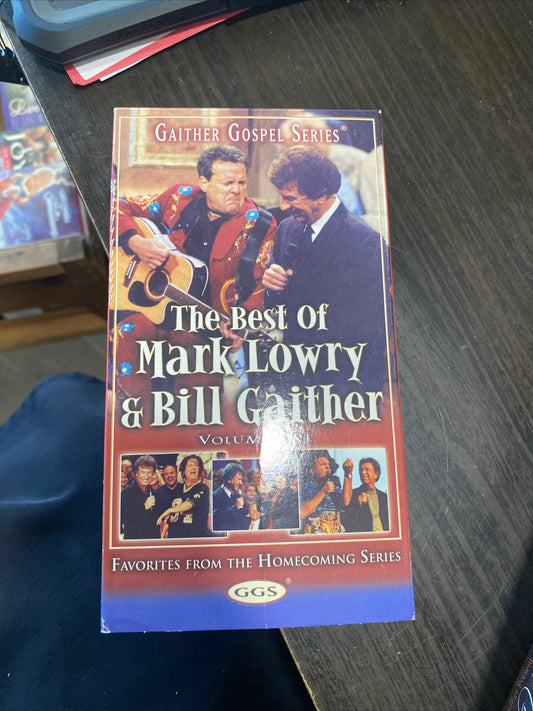 GAITHER GOSPEL SERIES®
The Best Of
Mark Lowry
& Bill Gaither
FAVORITES FROM THE HOMECOMING SERIES
GGS®